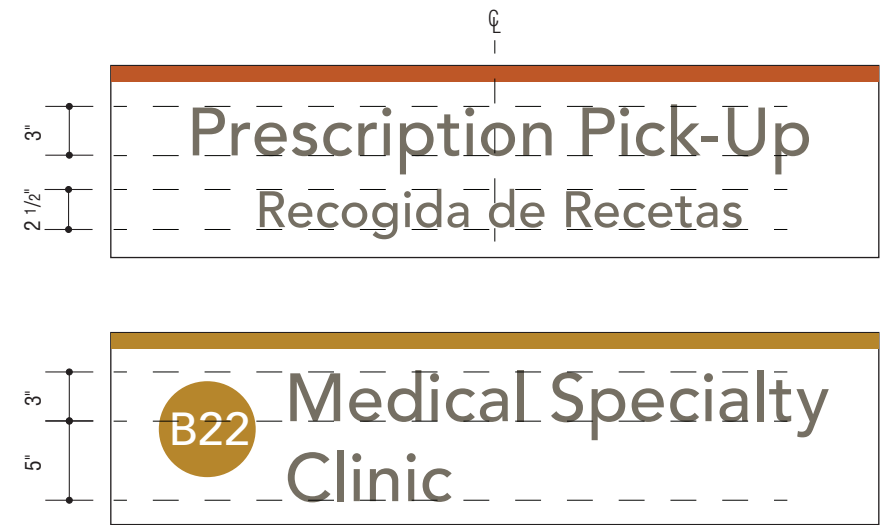 ℄
3"
Prescription Pick-Up
2 1/2"
Recogida de Recetas
3"
B22
Medical Specialty
5"
Clinic